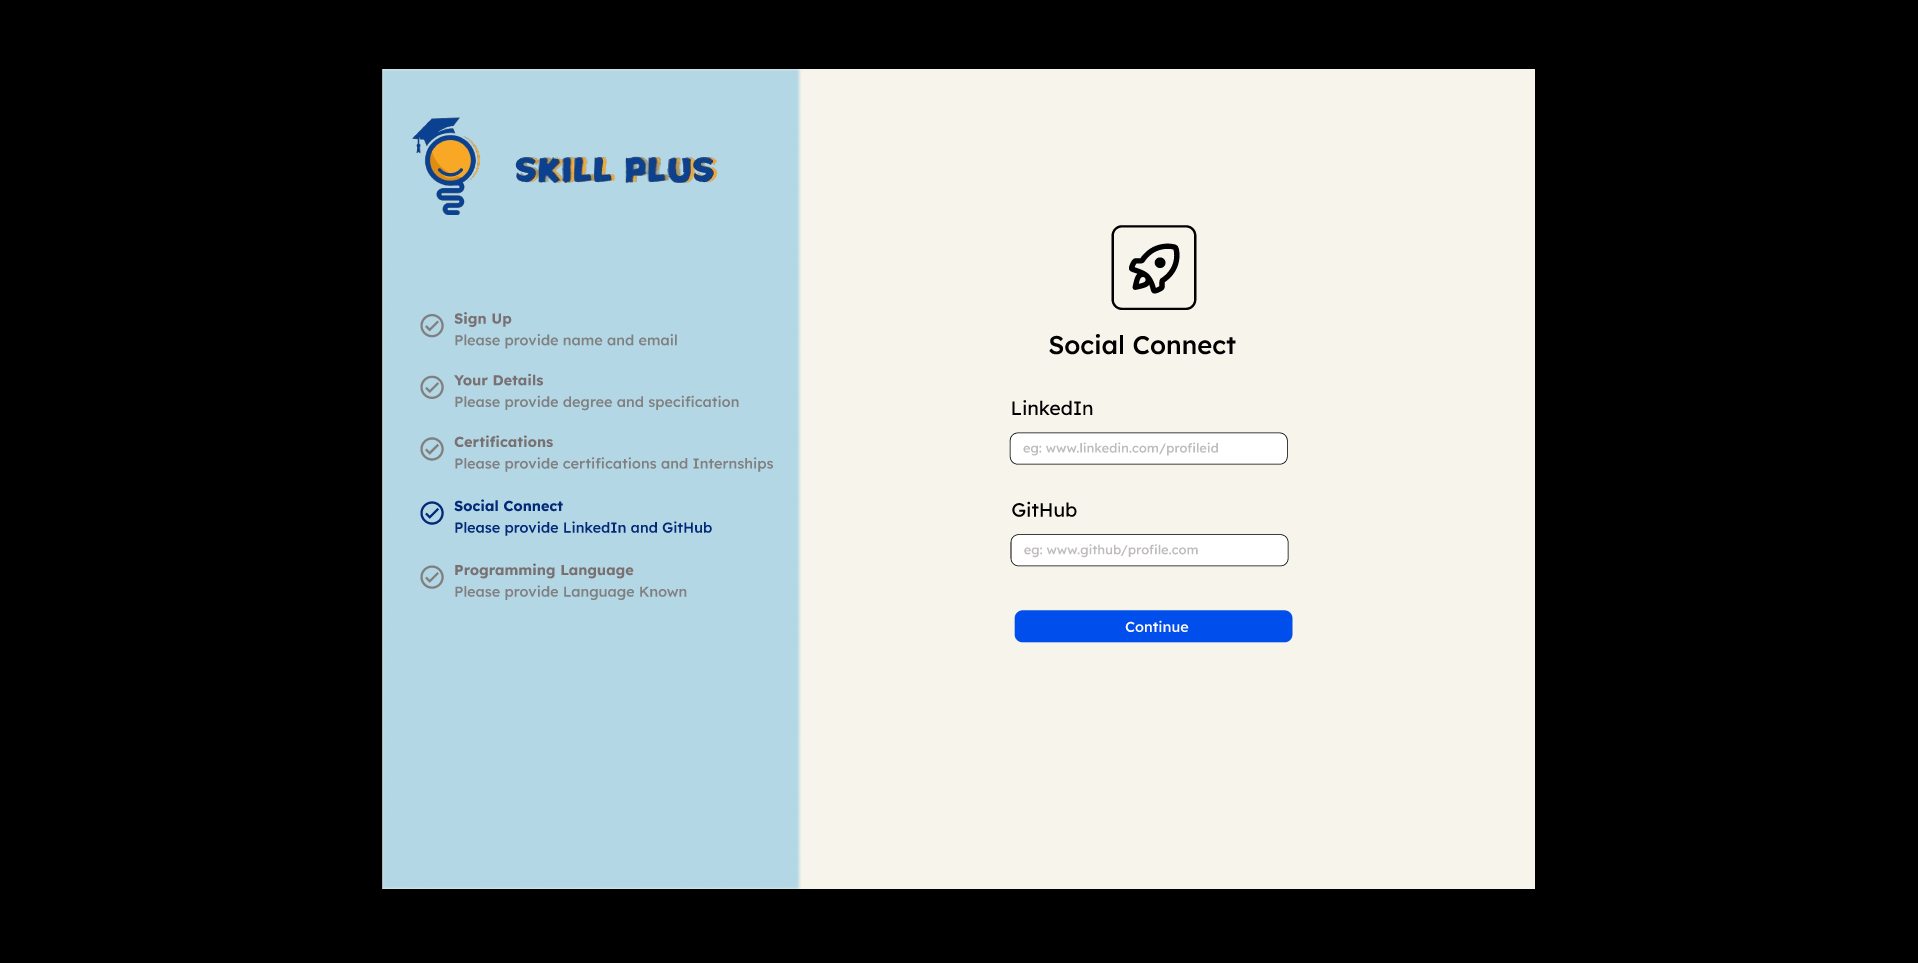 SKILL PLUS
Sign Up
Please provide name and email
Your Details
Please provide degree and specification
Certifications
Please provide certifications and Internships
Social Connect
Please provide LinkedIn and GitHub
Programming Language
Please provide Language Known
Social Connect
LinkedIn
eg: www.linkedin.com/profileid
GitHub
eg: www.github/profile.com
Continue